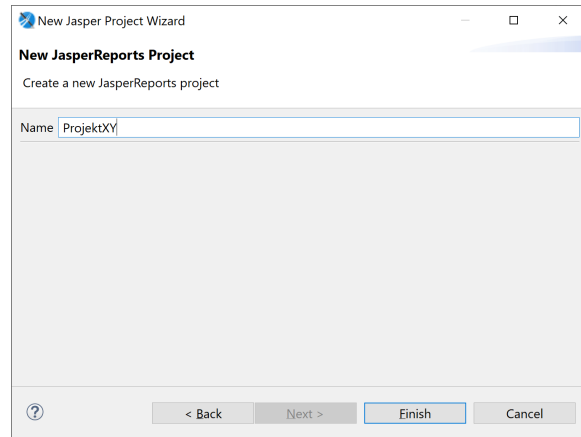 New Jasper Project Wizard
New JasperReports Project
Create a new JasperReports project
Name ProjektXY
?
< Back Next > Finish Cancel